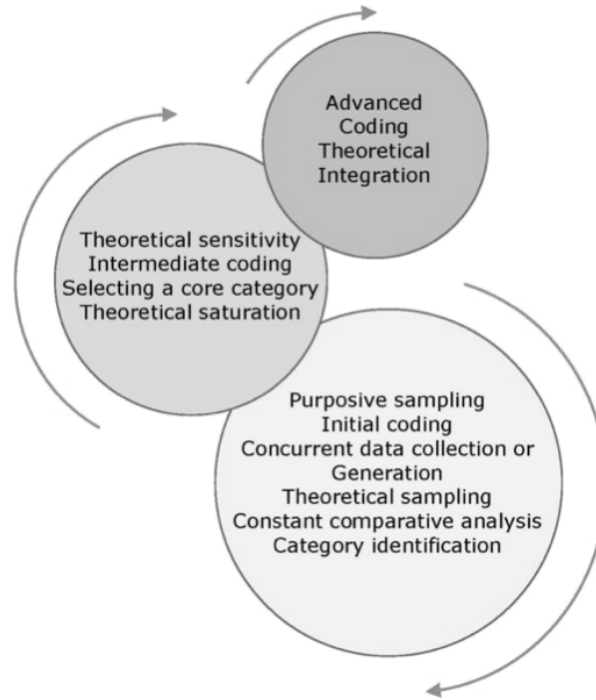 Advanced
Coding
Theoretical
Integration
Theoretical sensitivity
Intermediate coding
Selecting a core category
Theoretical saturation
Purposive sampling
Initial coding
Concurrent data collection or
Generation
Theoretical sampling
Constant comparative analysis
Category identification